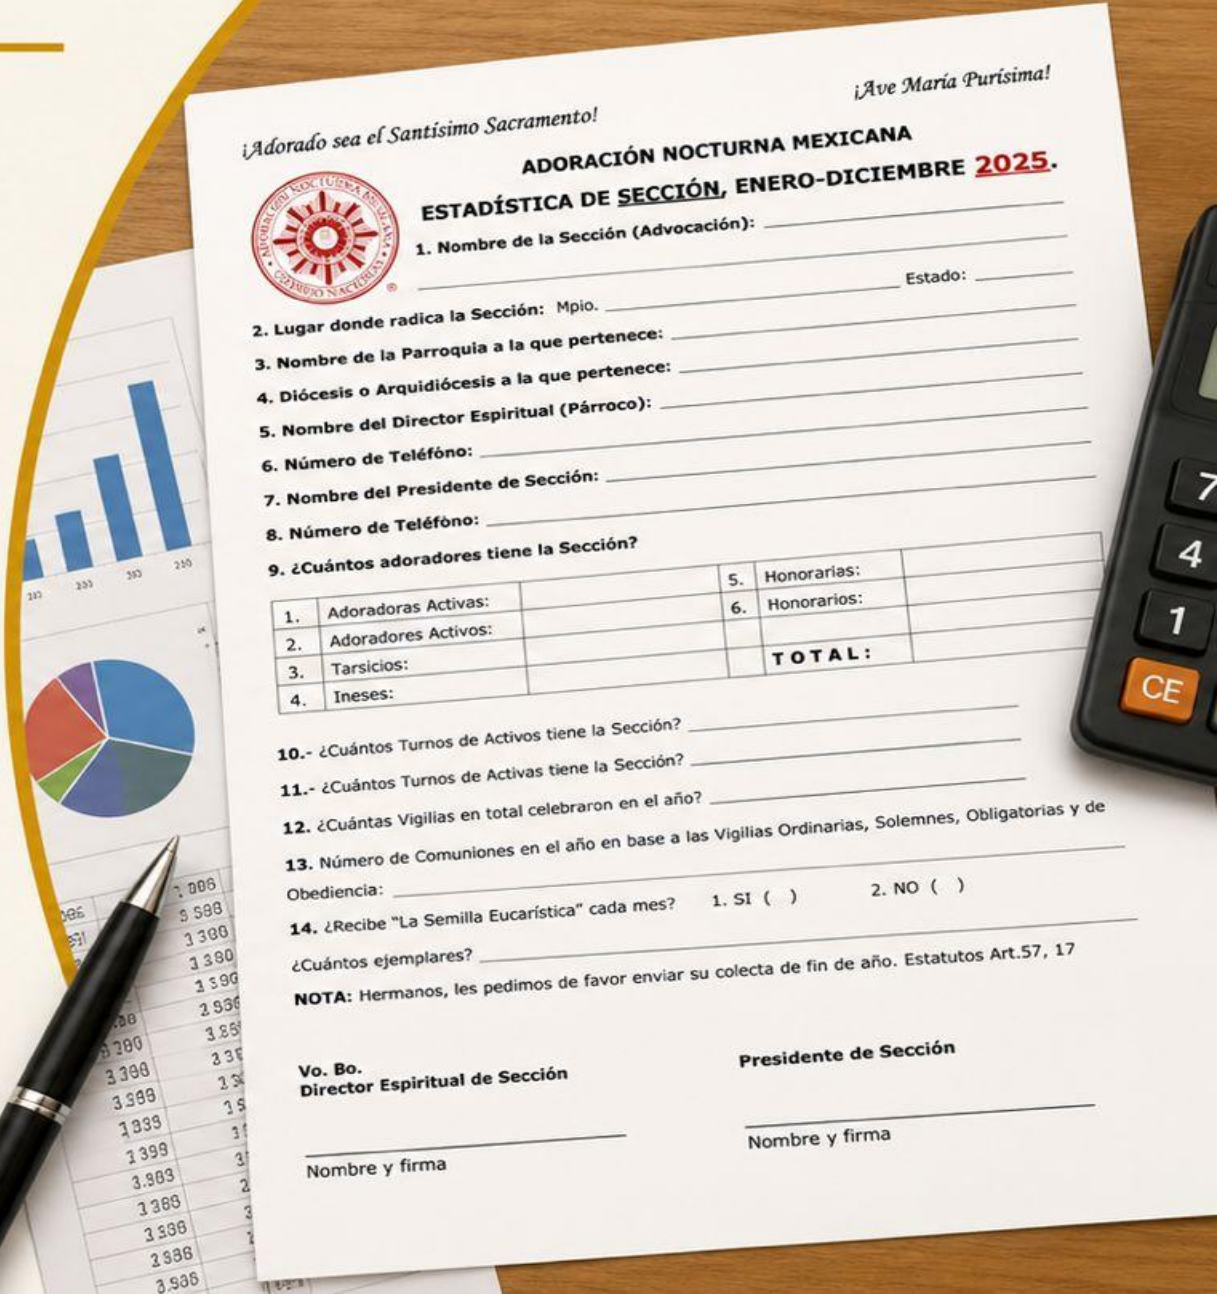 ¡Adorado sea el Santísimo Sacramento!
¡Ave María Purísima!
ADORACIÓN NOCTURNA MEXICANA
ESTADÍSTICA DE SECCIÓN, ENERO-DICIEMBRE 2025.
1. Nombre de la Sección (Advocación):
2. Lugar donde radica la Sección: Mpio. Estado:
3. Nombre de la Parroquia a la que pertenece:
4. Diócesis o Arquidiócesis a la que pertenece:
5. Nombre del Director Espiritual (Párroco):
6. Número de Teléfóno:
7. Nombre del Presidente de Sección:
8. Número de Teléfòno:
9. ¿Cuántos adoradores tiene la Sección?
1. Adoradoras Activas: 5. Honorarias:
2. Adoradores Activos: 6. Honorarios:
3. Tarsicios:
4. Ineses: TOTAL:
10.- ¿Cuántos Turnos de Activos tiene la Sección?
11.- ¿Cuántos Turnos de Activas tiene la Sección?
12. ¿Cuántas Vigilias en total celebraron en el año?
13. Número de Comuniones en el año en base a las Vigilias Ordinarias, Solemnes, Obligatorias y de
Obediencia:
14. ¿Recibe "La Semilla Eucarística" cada mes? 1. SI ( ) 2. NO ( )
¿Cuántos ejemplares?
NOTA: Hermanos, les pedimos de favor enviar su colecta de fin de año. Estatutos Art.57, 17
Vo. Bo.
Director Espiritual de Sección
Presidente de Sección
Nombre y firma
Nombre y firma
7
4
1
CE